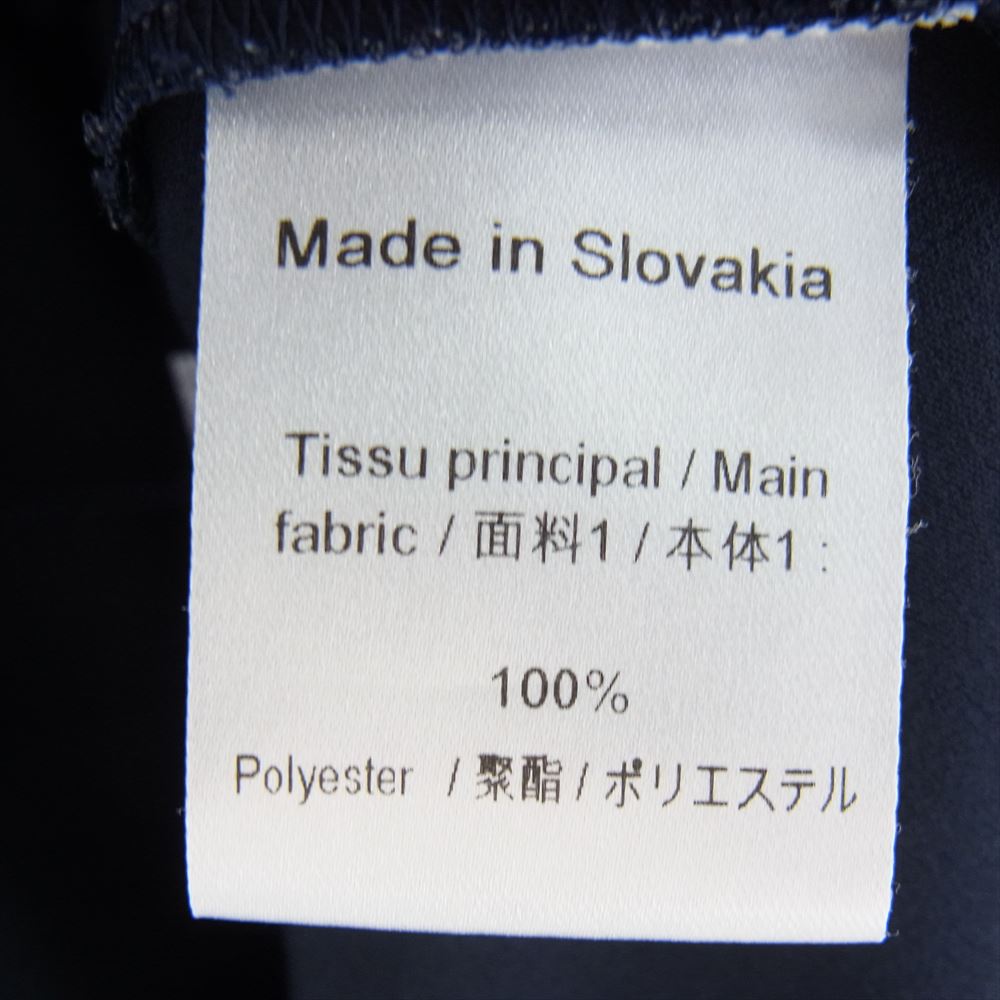 Made in Slovakia
Tissu principal / Main
fabric / 面料1 / 本体1 :
100%
Polyester / 聚酯 / ポリエステル